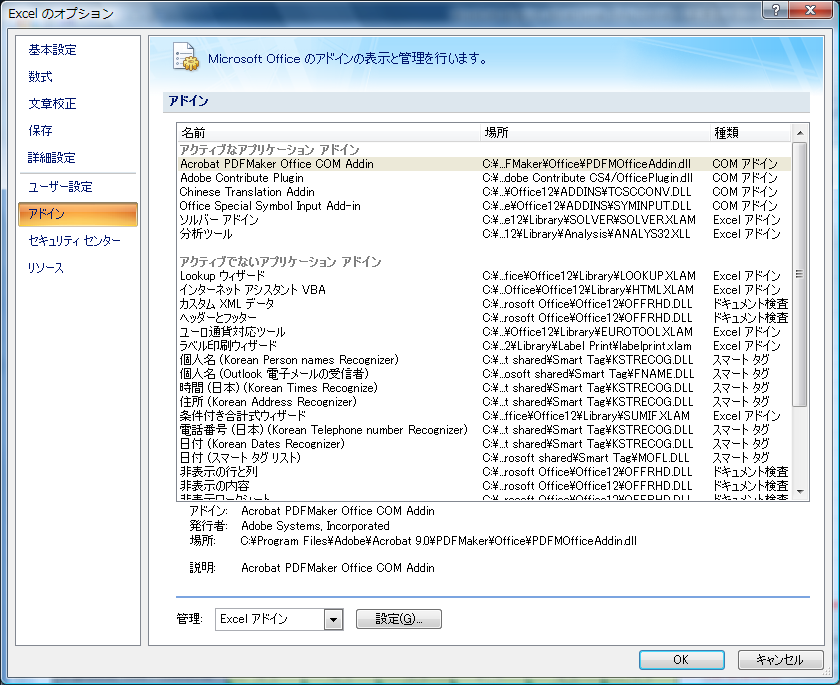 Excel のオプション
基本設定
数式
文章校正
保存
詳細設定
ユーザー設定
アドイン
セキュリティ センター
リソース
Microsoft Office のアドインの表示と管理を行います。
アドイン
名前 場所 種類
アクティブなアプリケーション アドイン
Acrobat PDFMaker Office COM Addin C:¥...FMaker¥Office¥PDFMOfficeAddin.dll COM アドイン
Adobe Contribute Plugin C:¥...dobe Contribute CS4/OfficePlugin.dll COM アドイン
Chinese Translation Addin C:¥...¥Office12¥ADDINS¥TCSCCONV.DLL COM アドイン
Office Special Symbol Input Add-in C:¥...e¥Office12¥ADDINS¥SYMINPUT.DLL COM アドイン
ソルバー アドイン C:¥...e12¥Library¥SOLVER¥SOLVER.XLAM Excel アドイン
分析ツール C:¥...12¥Library¥Analysis¥ANALYS32.XLL Excel アドイン
アクティブでないアプリケーション アドイン
Lookup ウィザード C:¥...fice¥Office12¥Library¥LOOKUP.XLAM Excel アドイン
インターネット アシスタント VBA C:¥...Office¥Office12¥Library¥HTML.XLAM Excel アドイン
カスタム XML データ C:¥...rosoft Office¥Office12¥OFFRHD.DLL ドキュメント検査
ヘッダーとフッター C:¥...rosoft Office¥Office12¥OFFRHD.DLL ドキュメント検査
ユーロ通貨対応ツール C:¥...¥Office12¥Library¥EUROTOOL.XLAM Excel アドイン
ラベル印刷ウィザード C:¥...2¥Library¥Label Print¥labelprint.xlam Excel アドイン
個人名 (Korean Person names Recognizer) C:¥...t shared¥Smart Tag¥KSTRECOG.DLL スマート タグ
個人名 (Outlook 電子メールの受信者) C:¥...osoft shared¥Smart Tag¥FNAME.DLL スマート タグ
時間 (日本) (Korean Times Recognize) C:¥...t shared¥Smart Tag¥KSTRECOG.DLL スマート タグ
住所 (Korean Address Recognizer) C:¥...t shared¥Smart Tag¥KSTRECOG.DLL スマート タグ
条件付き合計式ウィザード C:¥...ffice¥Office12¥Library¥SUMIF.XLAM Excel アドイン
電話番号 (日本) (Korean Telephone number Recognizer) C:¥...t shared¥Smart Tag¥KSTRECOG.DLL スマート タグ
日付 (Korean Dates Recognizer) C:¥...t shared¥Smart Tag¥KSTRECOG.DLL スマート タグ
日付 (スマート タグ リスト) C:¥...rosoft shared¥Smart Tag¥MOFL.DLL スマート タグ
非表示の行と列 C:¥...rosoft Office¥Office12¥OFFRHD.DLL ドキュメント検査
非表示の内容 C:¥...rosoft Office¥Office12¥OFFRHD.DLL ドキュメント検査
非表示ワークシート C:¥...rosoft Office¥Office12¥OFFRHD.DLL ドキュメント検査
アドイン: Acrobat PDFMaker Office COM Addin
発行者: Adobe Systems, Incorporated
場所: C:¥Program Files¥Adobe¥Acrobat 9.0¥PDFMaker¥Office¥PDFMOfficeAddin.dll
説明: Acrobat PDFMaker Office COM Addin
管理: Excel アドイン 設定(G)...
OK キャンセル